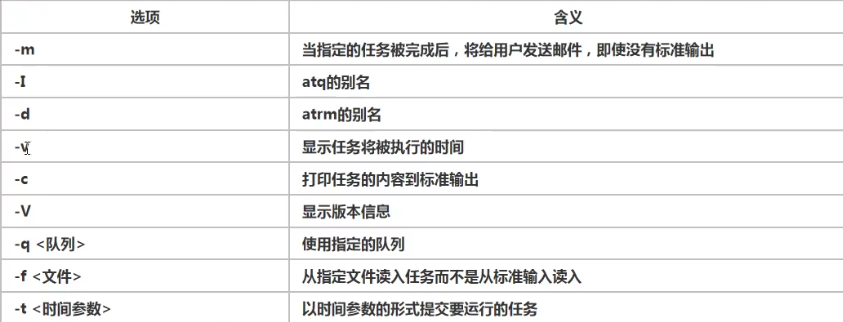 选项 含义
-m 当指定的任务被完成后，将给用户发送邮件，即使没有标准输出
-I atq的别名
-d atrm的别名
-v 显示任务将被执行的时间
-c 打印任务的内容到标准输出
-V 显示版本信息
-q <队列> 使用指定的队列
-f <文件> 从指定文件读入任务而不是从标准输入读入
-t <时间参数> 以时间参数的形式提交要运行的任务